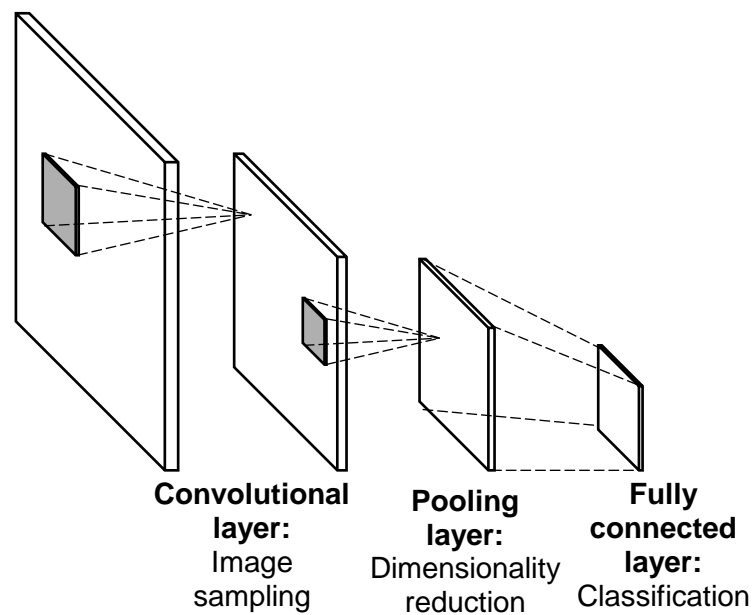 Convolutional
layer:
Image
sampling
Pooling
layer:
Dimensionality
reduction
Fully
connected
layer:
Classification